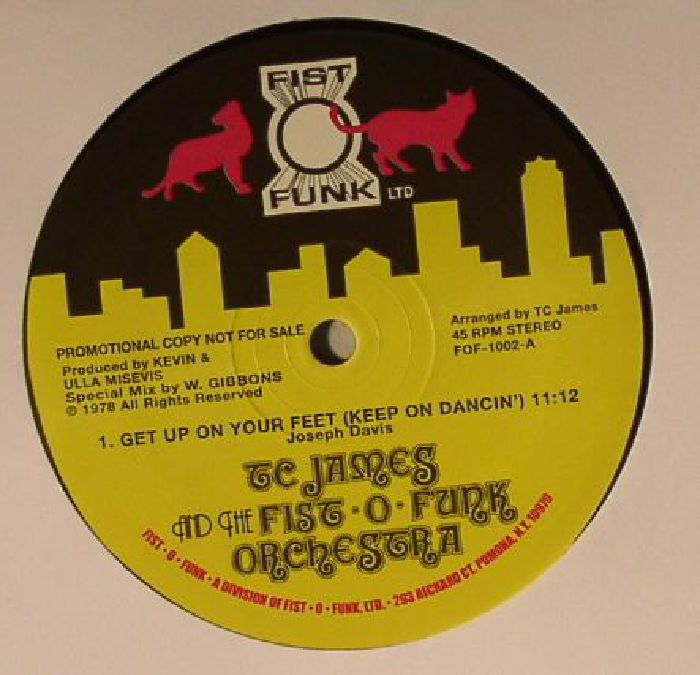 FIST
O
FUNK LTD
PROMOTIONAL COPY NOT FOR SALE
Produced by KEVIN &
ULLA MISEVIS
Special Mix by W. GIBBONS
℗ 1978 All Rights Reserved
Arranged by TC James
45 RPM STEREO
FOF-1002-A
1. GET UP ON YOUR FEET (KEEP ON DANCIN') 11:12
Joseph Davis
TC JAMES
AND THE FIST • O • FUNK
ORCHESTRA
FIST • O • FUNK • A DIVISION OF FIST • O • FUNK, LTD. • 293 RICHARD CT. POMONA, N.Y. 10970